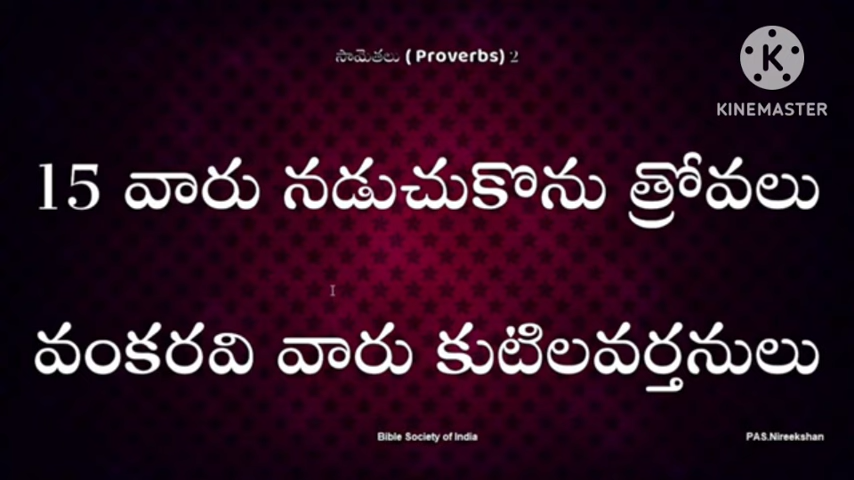 సామెతలు ( Proverbs) 2
KINEMASTER
15 వారు నడుచుకొను త్రోవలు
వంకరవి వారు కుటిలవర్తనులు
Bible Society of India
PAS.Nireekshan